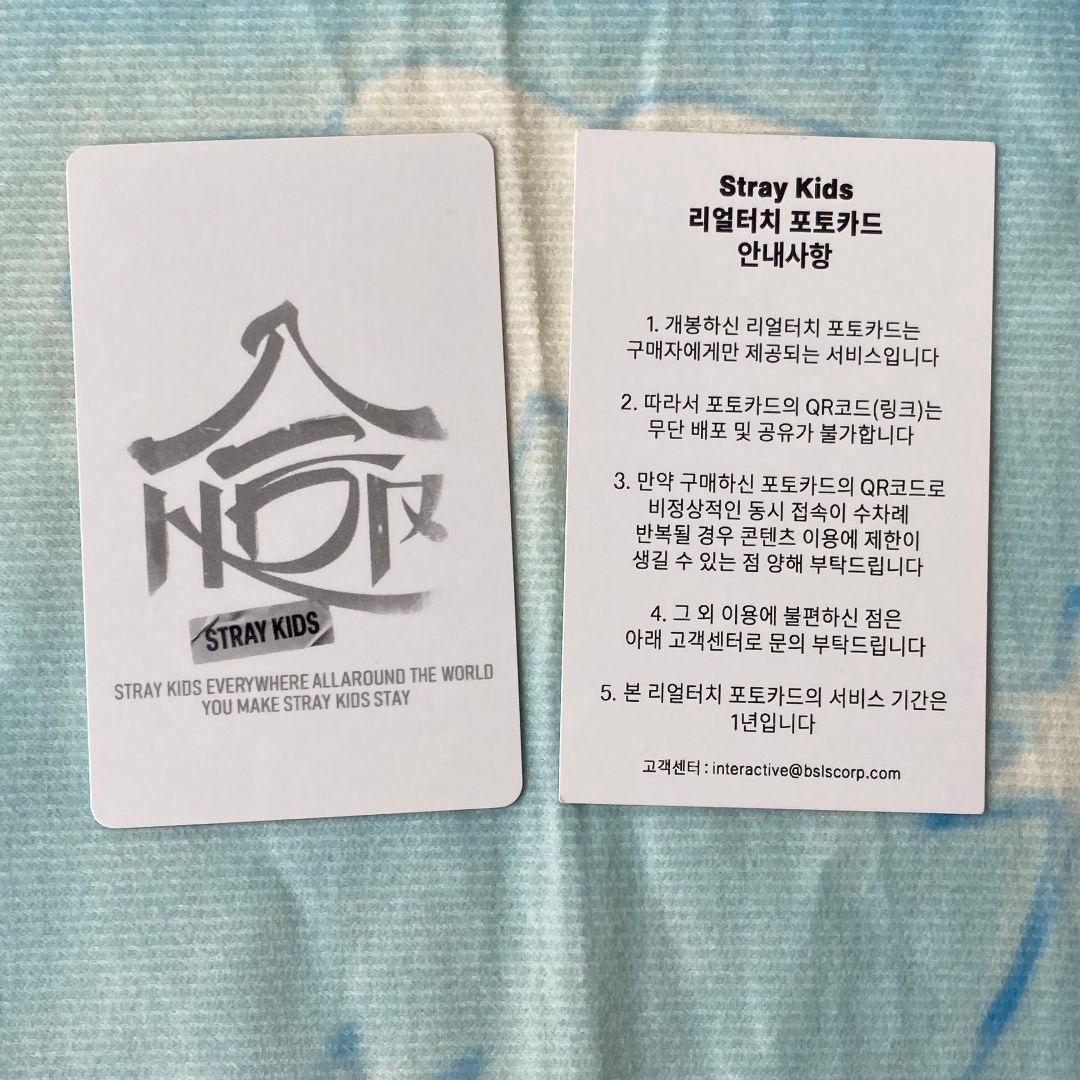 STRAY KIDS
STRAY KIDS EVERYWHERE ALL AROUND THE WORLD
YOU MAKE STRAY KIDS STAY
Stray Kids
리얼터치 포토카드
안내사항
1. 개봉하신 리얼터치 포토카드는
구매자에게만 제공되는 서비스입니다
2. 따라서 포토카드의 QR코드(링크)는
무단 배포 및 공유가 불가합니다
3. 만약 구매하신 포토카드의 QR코드로
비정상적인 동시 접속이 수차례
반복될 경우 콘텐츠 이용에 제한이
생길 수 있는 점 양해 부탁드립니다
4. 그 외 이용에 불편하신 점은
아래 고객센터로 문의 부탁드립니다
5. 본 리얼터치 포토카드의 서비스 기간은
1년입니다
고객센터 : interactive@bslscorp.com